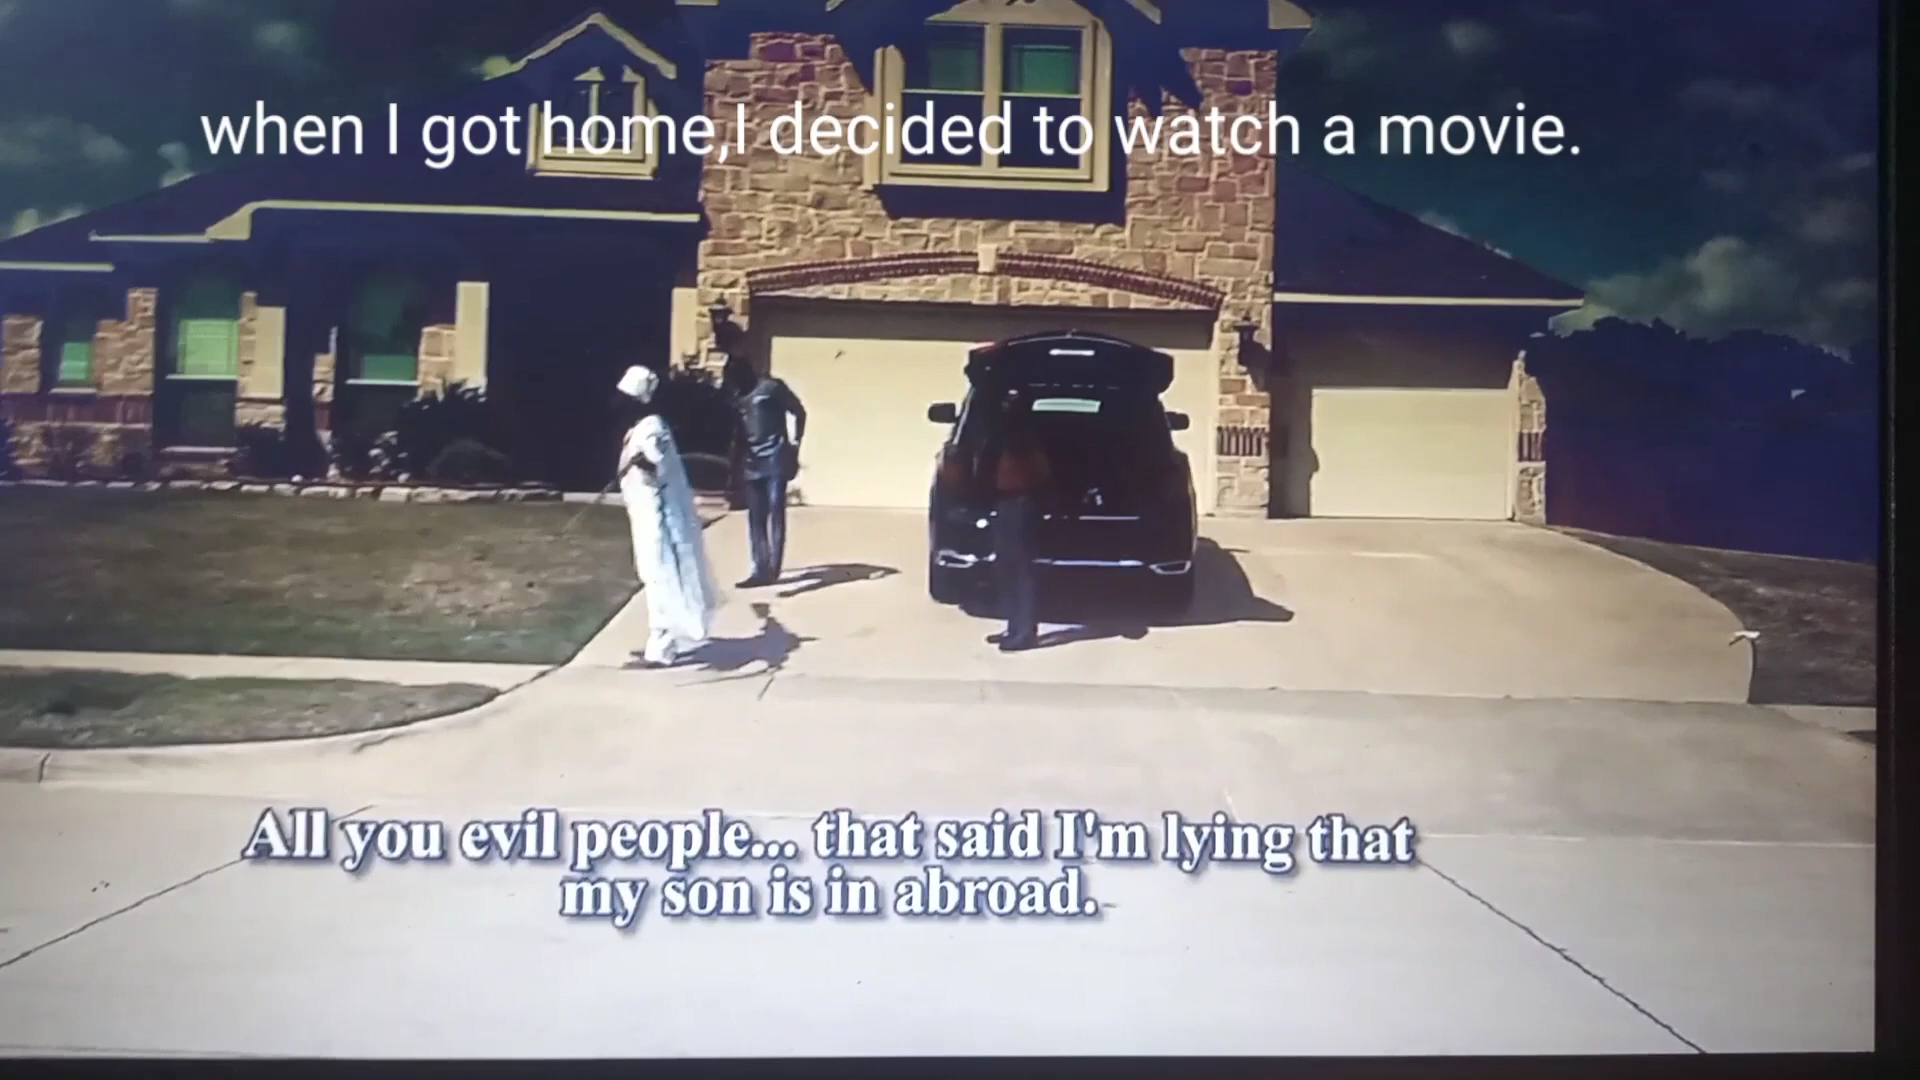 when I got home,I decided to watch a movie.
All you evil people... that said I'm lying that
my son is in abroad.